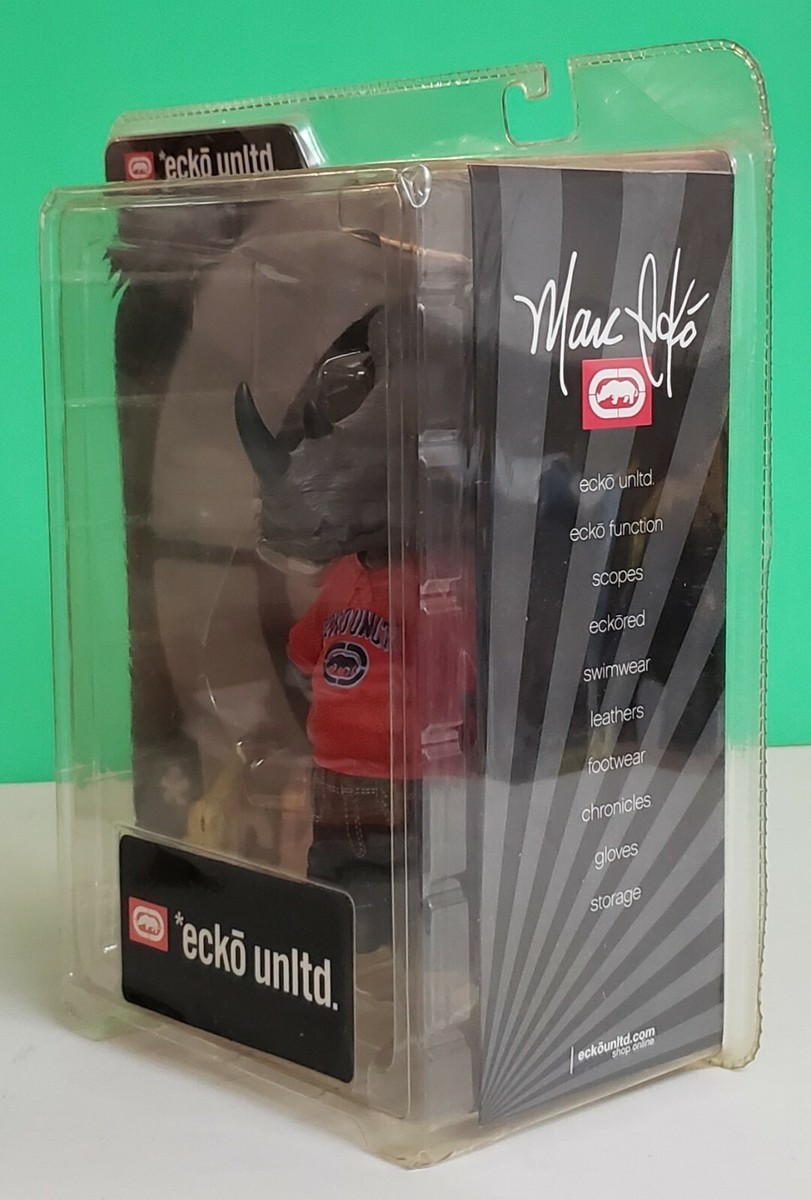 *eckō unltd.
Marc Eckō
eckō unltd.
eckō function
scopes
eckōred
swimwear
leathers
footwear
chronicles
gloves
storage
eckōunltd.com
shop online
*eckō unltd.